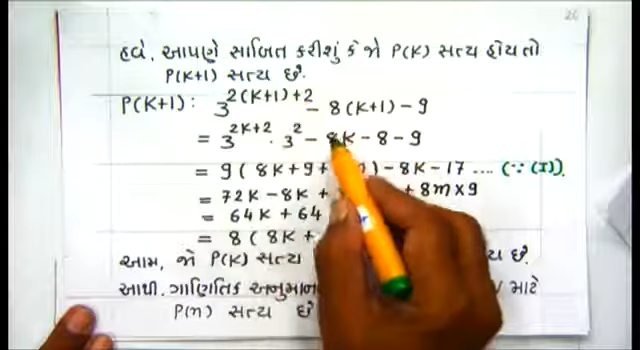 હવે, આપણે સાબિત કરીશું કે જો P(K) સત્ય હોય તો
P(K+1) સત્ય છે.
P(K+1): 3^{2(K+1)+2} - 8(K+1) - 9
= 3^{2K+2} · 3^2 - 8K - 8 - 9
= 9(8K+9+ ) - 8K - 17 .... (∵ (I)).
= 72K - 8K + + 8m×9
= 64K + 64
= 8(8K +
આમ, જો P(K) સત્ય છે.
આથી, ગાણિતિક માટે
P(n) સત્ય છે